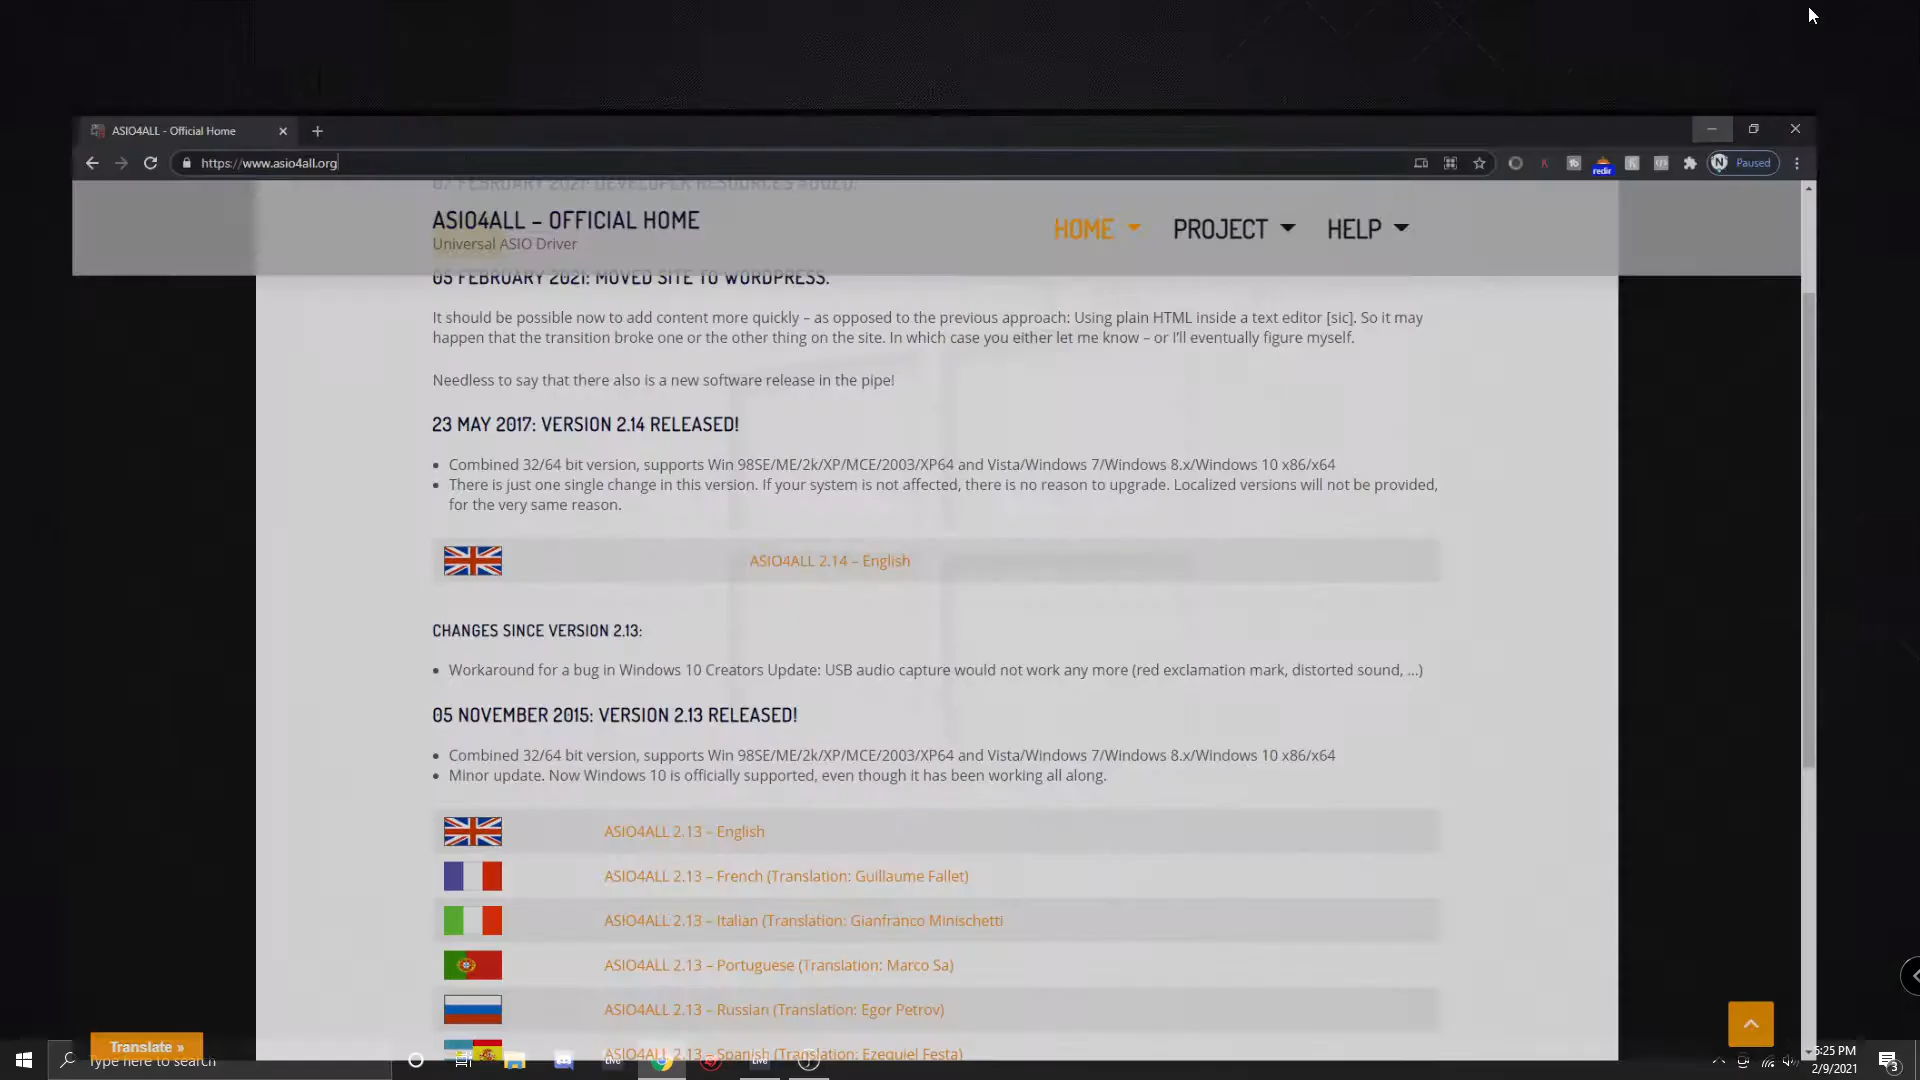 ASIO4ALL - Official Home
https://www.asio4all.org
redir
N Paused
07 FEBRUARY 2021: DEVELOPER RESOURCES ADDED.
ASIO4ALL – OFFICIAL HOME
Universal ASIO Driver
HOME PROJECT HELP
05 FEBRUARY 2021: MOVED SITE TO WORDPRESS.
It should be possible now to add content more quickly – as opposed to the previous approach: Using plain HTML inside a text editor [sic]. So it may
happen that the transition broke one or the other thing on the site. In which case you either let me know – or I'll eventually figure myself.
Needless to say that there also is a new software release in the pipe!
23 MAY 2017: VERSION 2.14 RELEASED!
Combined 32/64 bit version, supports Win 98SE/ME/2k/XP/MCE/2003/XP64 and Vista/Windows 7/Windows 8.x/Windows 10 x86/x64
There is just one single change in this version. If your system is not affected, there is no reason to upgrade. Localized versions will not be provided,
for the very same reason.
ASIO4ALL 2.14 – English
CHANGES SINCE VERSION 2.13:
Workaround for a bug in Windows 10 Creators Update: USB audio capture would not work any more (red exclamation mark, distorted sound, ...)
05 NOVEMBER 2015: VERSION 2.13 RELEASED!
Combined 32/64 bit version, supports Win 98SE/ME/2k/XP/MCE/2003/XP64 and Vista/Windows 7/Windows 8.x/Windows 10 x86/x64
Minor update. Now Windows 10 is officially supported, even though it has been working all along.
ASIO4ALL 2.13 – English
ASIO4ALL 2.13 – French (Translation: Guillaume Fallet)
ASIO4ALL 2.13 – Italian (Translation: Gianfranco Minischetti
ASIO4ALL 2.13 – Portuguese (Translation: Marco Sa)
ASIO4ALL 2.13 – Russian (Translation: Egor Petrov)
ASIO4ALL 2.13 – Spanish (Translation: Ezequiel Festa)
Translate »
Type here to search
5:25 PM
2/9/2021
3